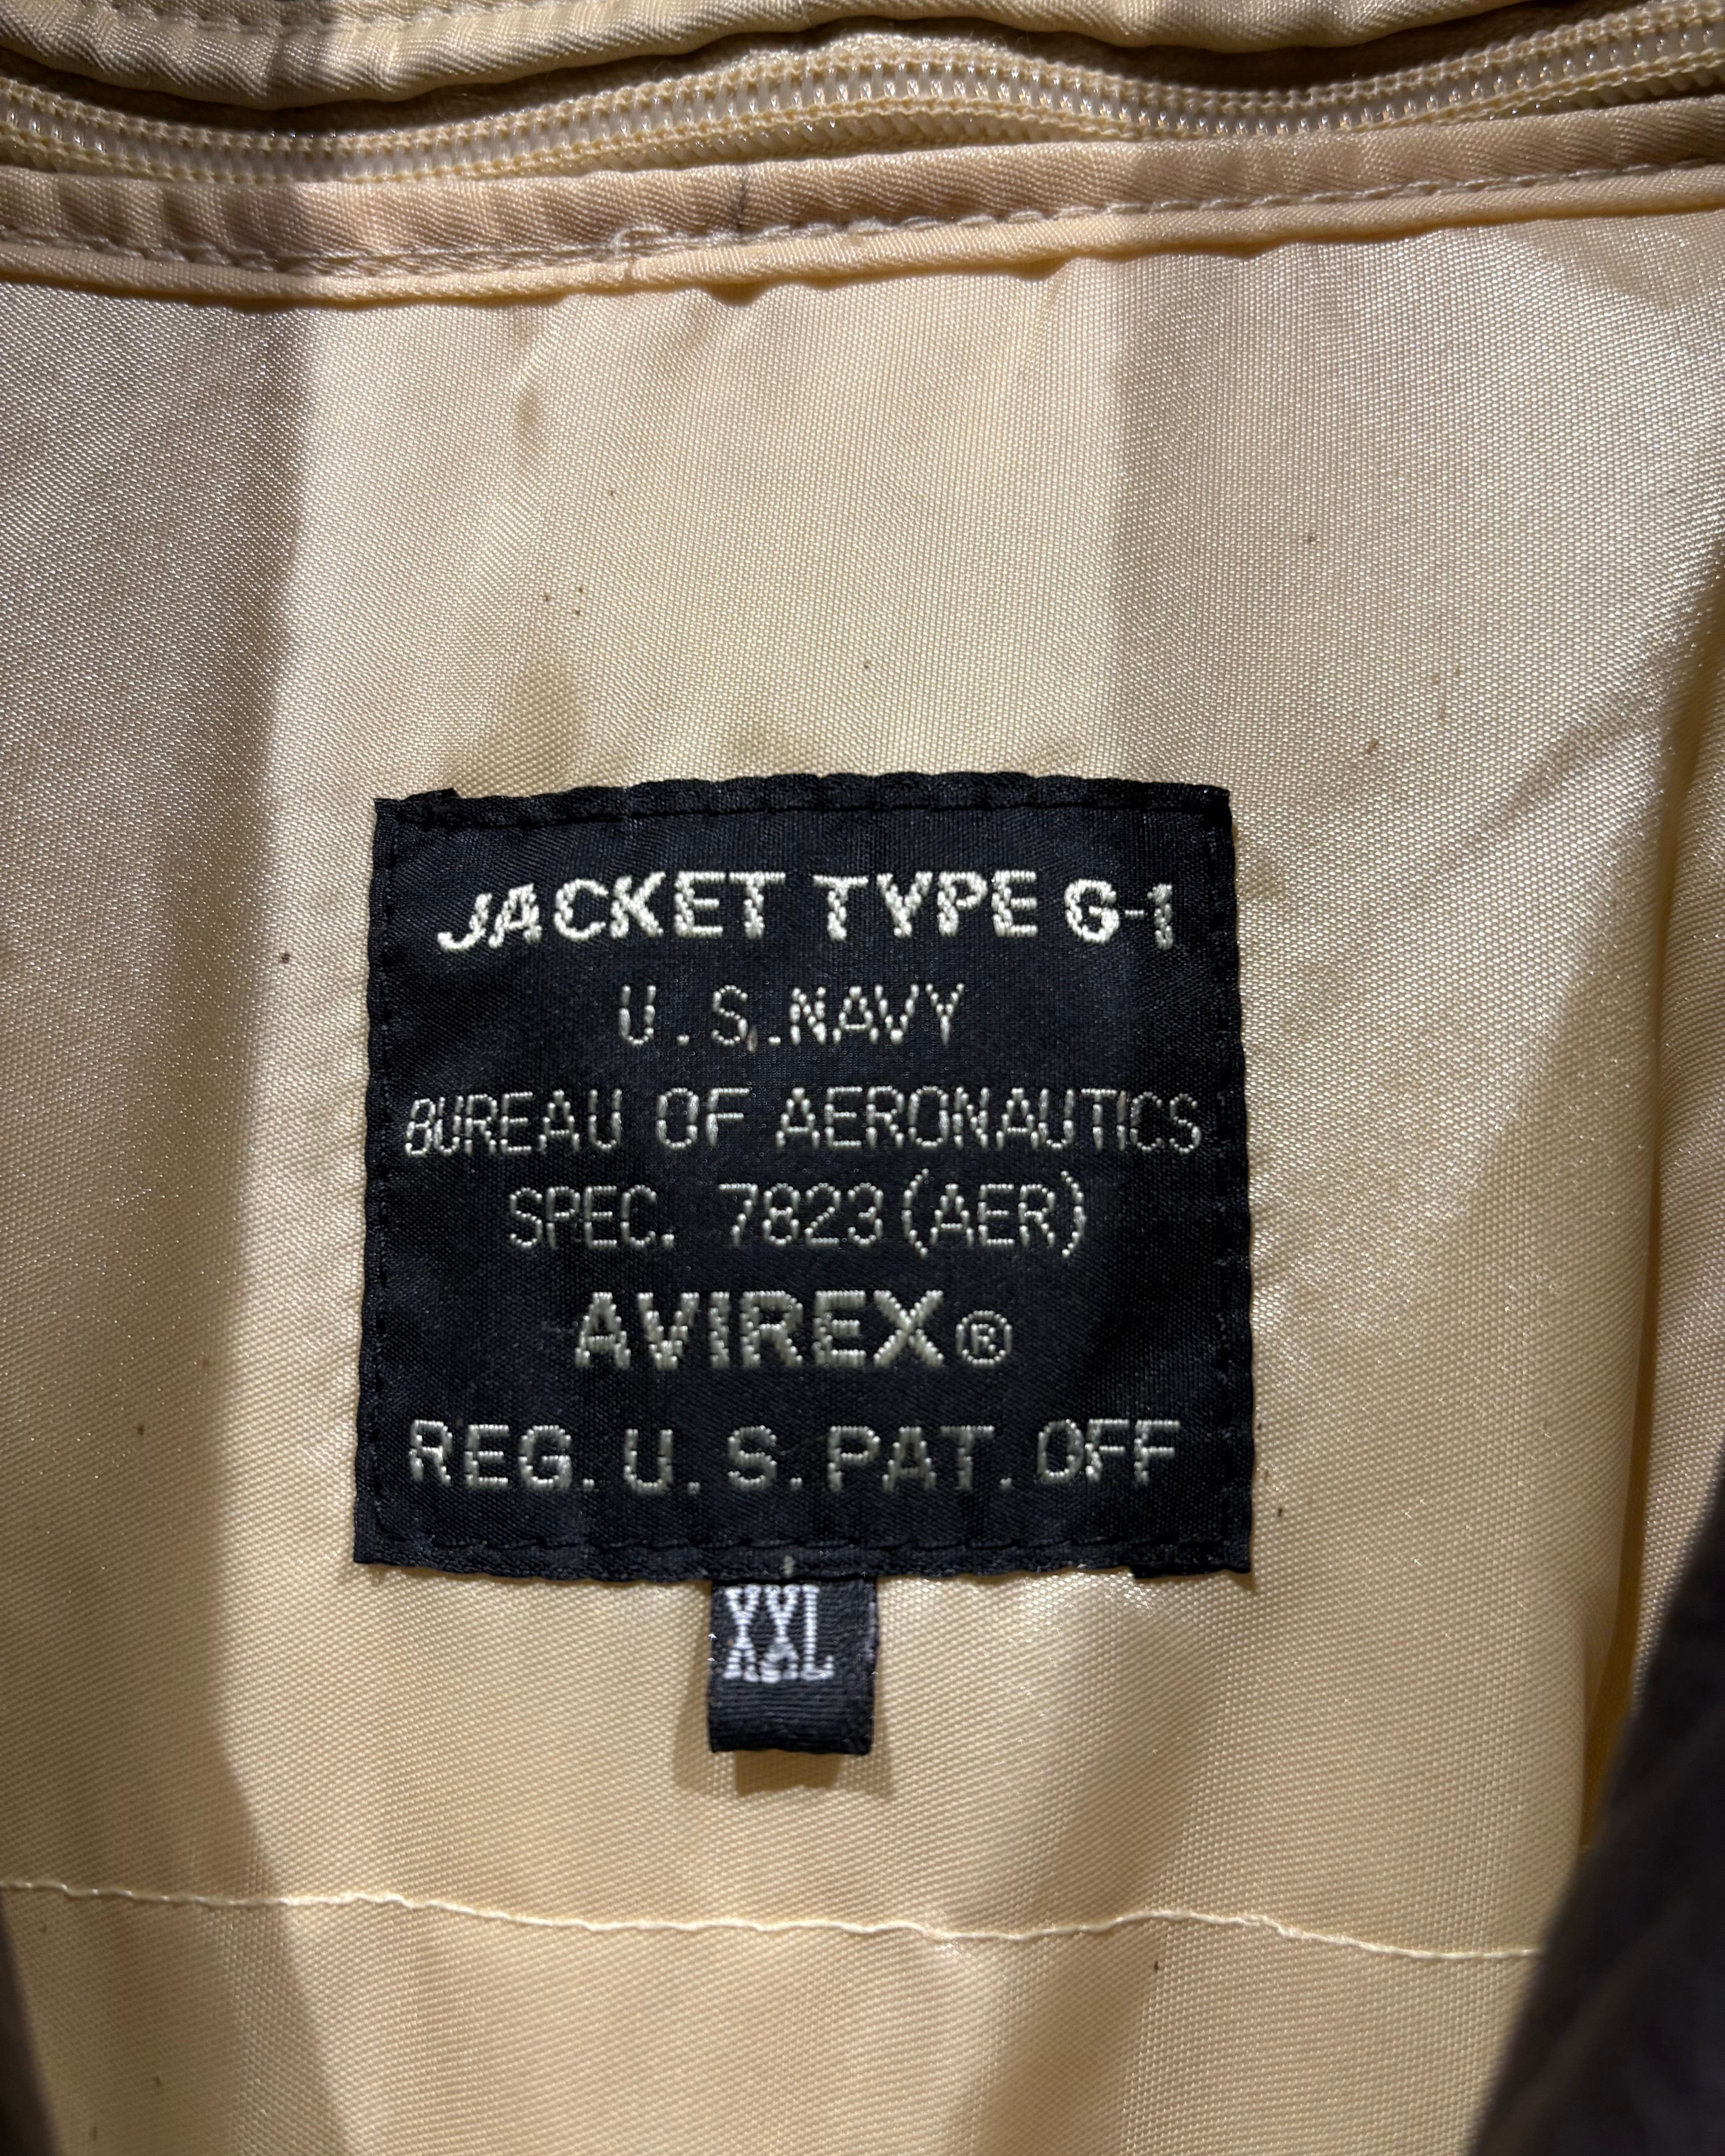 JACKET TYPE G-1
U.S.NAVY
BUREAU OF AERONAUTICS
SPEC. 7823(AER)
AVIREX®
REG. U. S. PAT. OFF
XXL